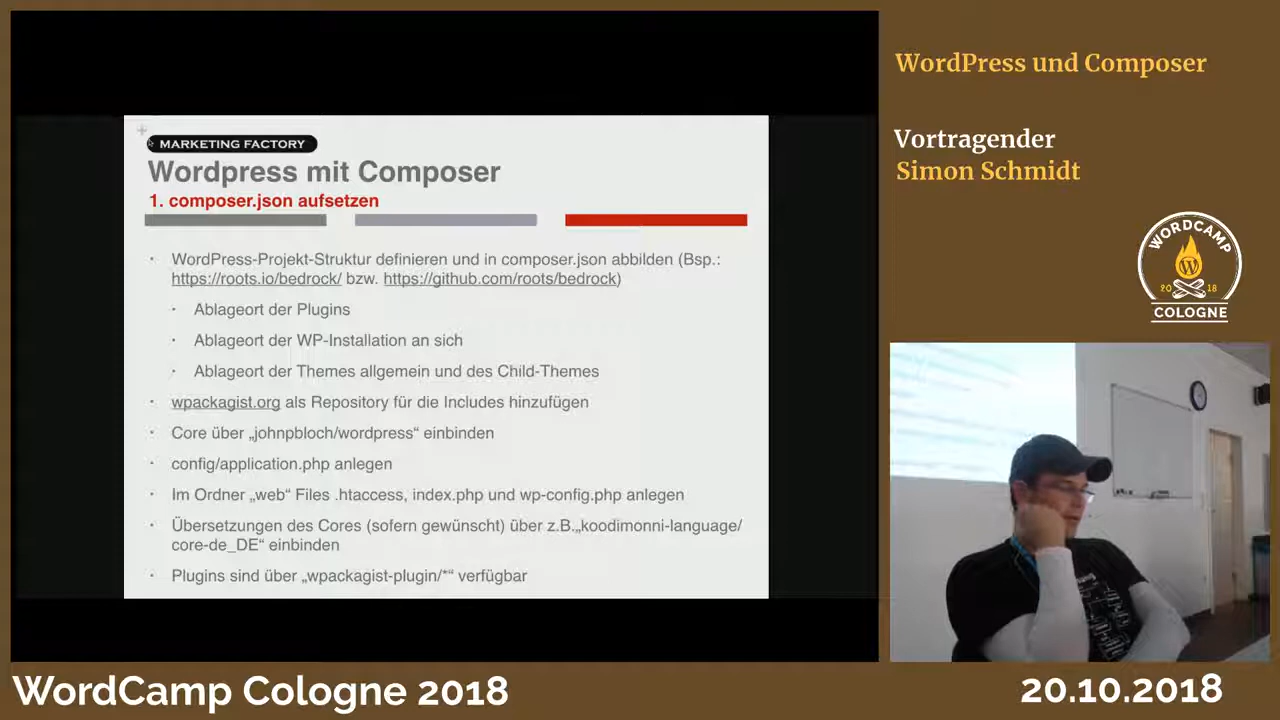 WordPress und Composer
Vortragender
Simon Schmidt
WORDCAMP
2018
COLOGNE
MARKETING FACTORY
Wordpress mit Composer
1. composer.json aufsetzen
· WordPress-Projekt-Struktur definieren und in composer.json abbilden (Bsp.:
https://roots.io/bedrock/ bzw. https://github.com/roots/bedrock)
· Ablageort der Plugins
· Ablageort der WP-Installation an sich
· Ablageort der Themes allgemein und des Child-Themes
· wpackagist.org als Repository für die Includes hinzufügen
· Core über „johnpbloch/wordpress“ einbinden
· config/application.php anlegen
· Im Ordner „web“ Files .htaccess, index.php und wp-config.php anlegen
· Übersetzungen des Cores (sofern gewünscht) über z.B.„koodimonni-language/
core-de_DE“ einbinden
· Plugins sind über „wpackagist-plugin/*“ verfügbar
WordCamp Cologne 2018
20.10.2018